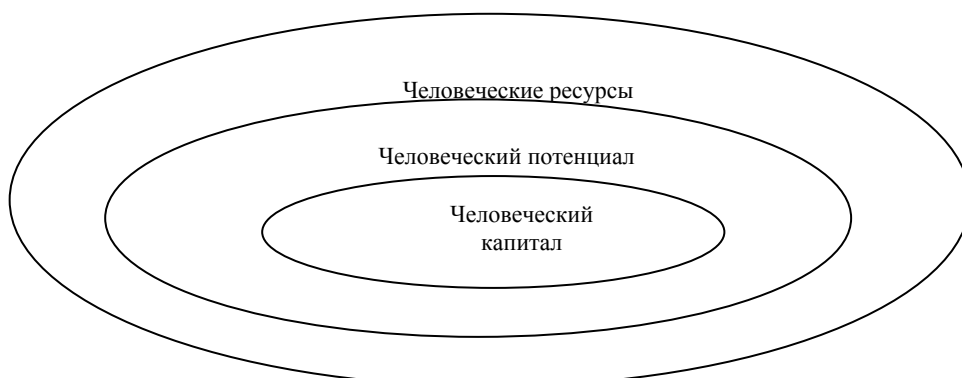 Человеческие ресурсы
Человеческий потенциал
Человеческий
капитал